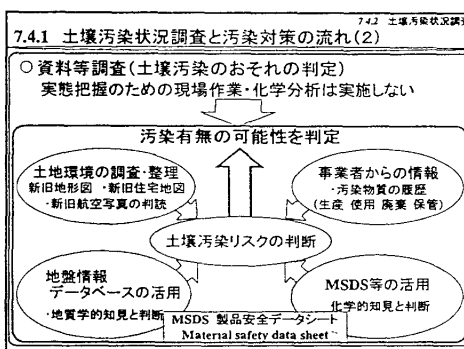 7.4.2 土壌汚染状況調査
7.4.1 土壌汚染状況調査と汚染対策の流れ(2)
○資料等調査(土壌汚染のおそれの判定)
実態把握のための現場作業・化学分析は実施しない
汚染有無の可能性を判定
土地環境の調査・整理
新旧地形図 ・新旧住宅地図
・新旧航空写真の判読
事業者からの情報
・汚染物質の履歴
(生産 使用 廃棄 保管)
土壌汚染リスクの判断
地盤情報
データベースの活用
・地質学的知見と判断
MSDS等の活用
化学的知見と判断
MSDS 製品安全データシート
Material safety data sheet